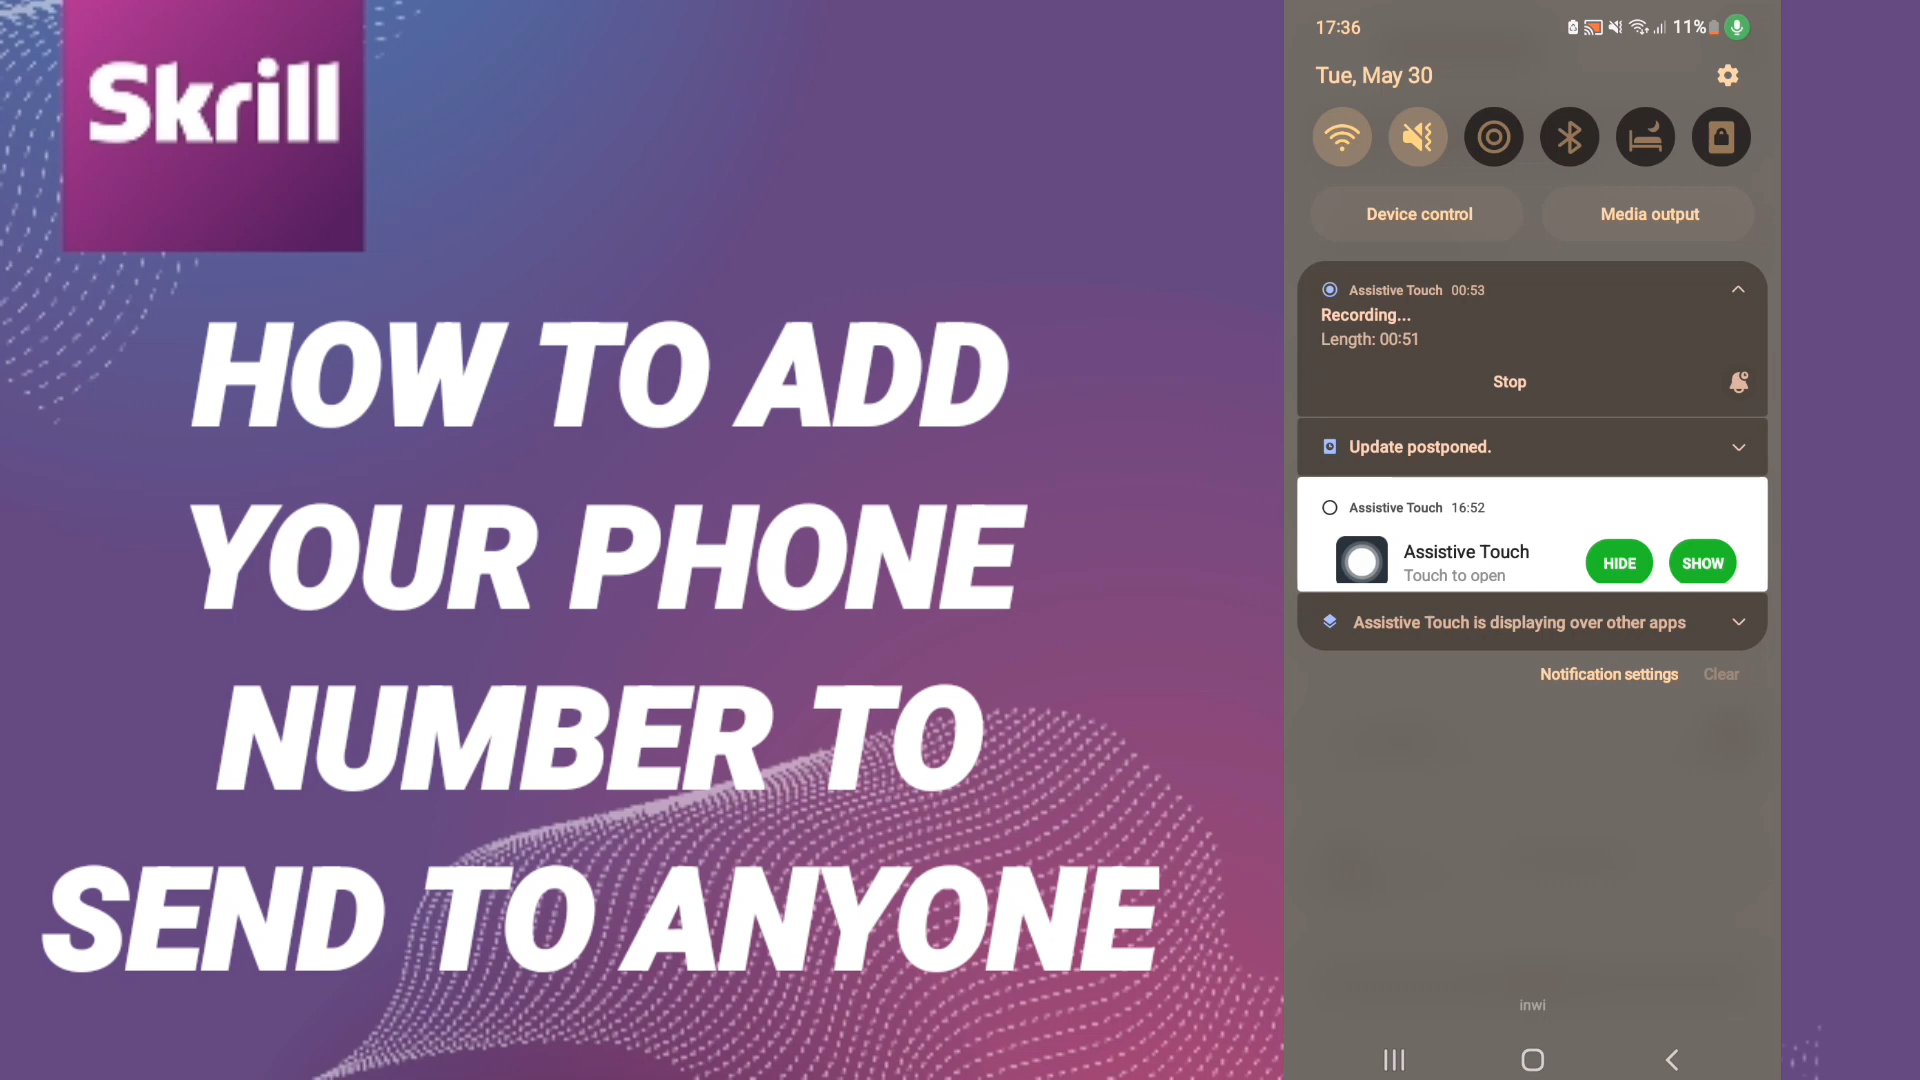 Skrill
HOW TO ADD
YOUR PHONE
NUMBER TO
SEND TO ANYONE
17:36
11%
Tue, May 30
Device control
Media output
Assistive Touch 00:53
Recording...
Length: 00:51
Stop
Update postponed.
Assistive Touch 16:52
Assistive Touch
Touch to open
HIDE
SHOW
Assistive Touch is displaying over other apps
Notification settings
Clear
inwi